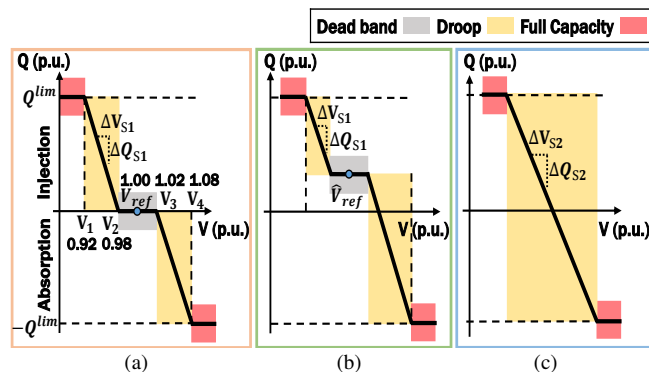 Dead band Droop Full Capacity
Q (p.u.) Q (p.u.) Q (p.u.)
Q^lim
ΔV_S1 ΔV_S1 ΔV_S2
ΔQ_S1 ΔQ_S1 ΔQ_S2
Injection
1.00 1.02 1.08
V_ref V_3 V_4 V̂_ref
V_1 V_2 V (p.u.) V (p.u.) V (p.u.)
0.92 0.98
Absorption
−Q^lim
(a) (b) (c)